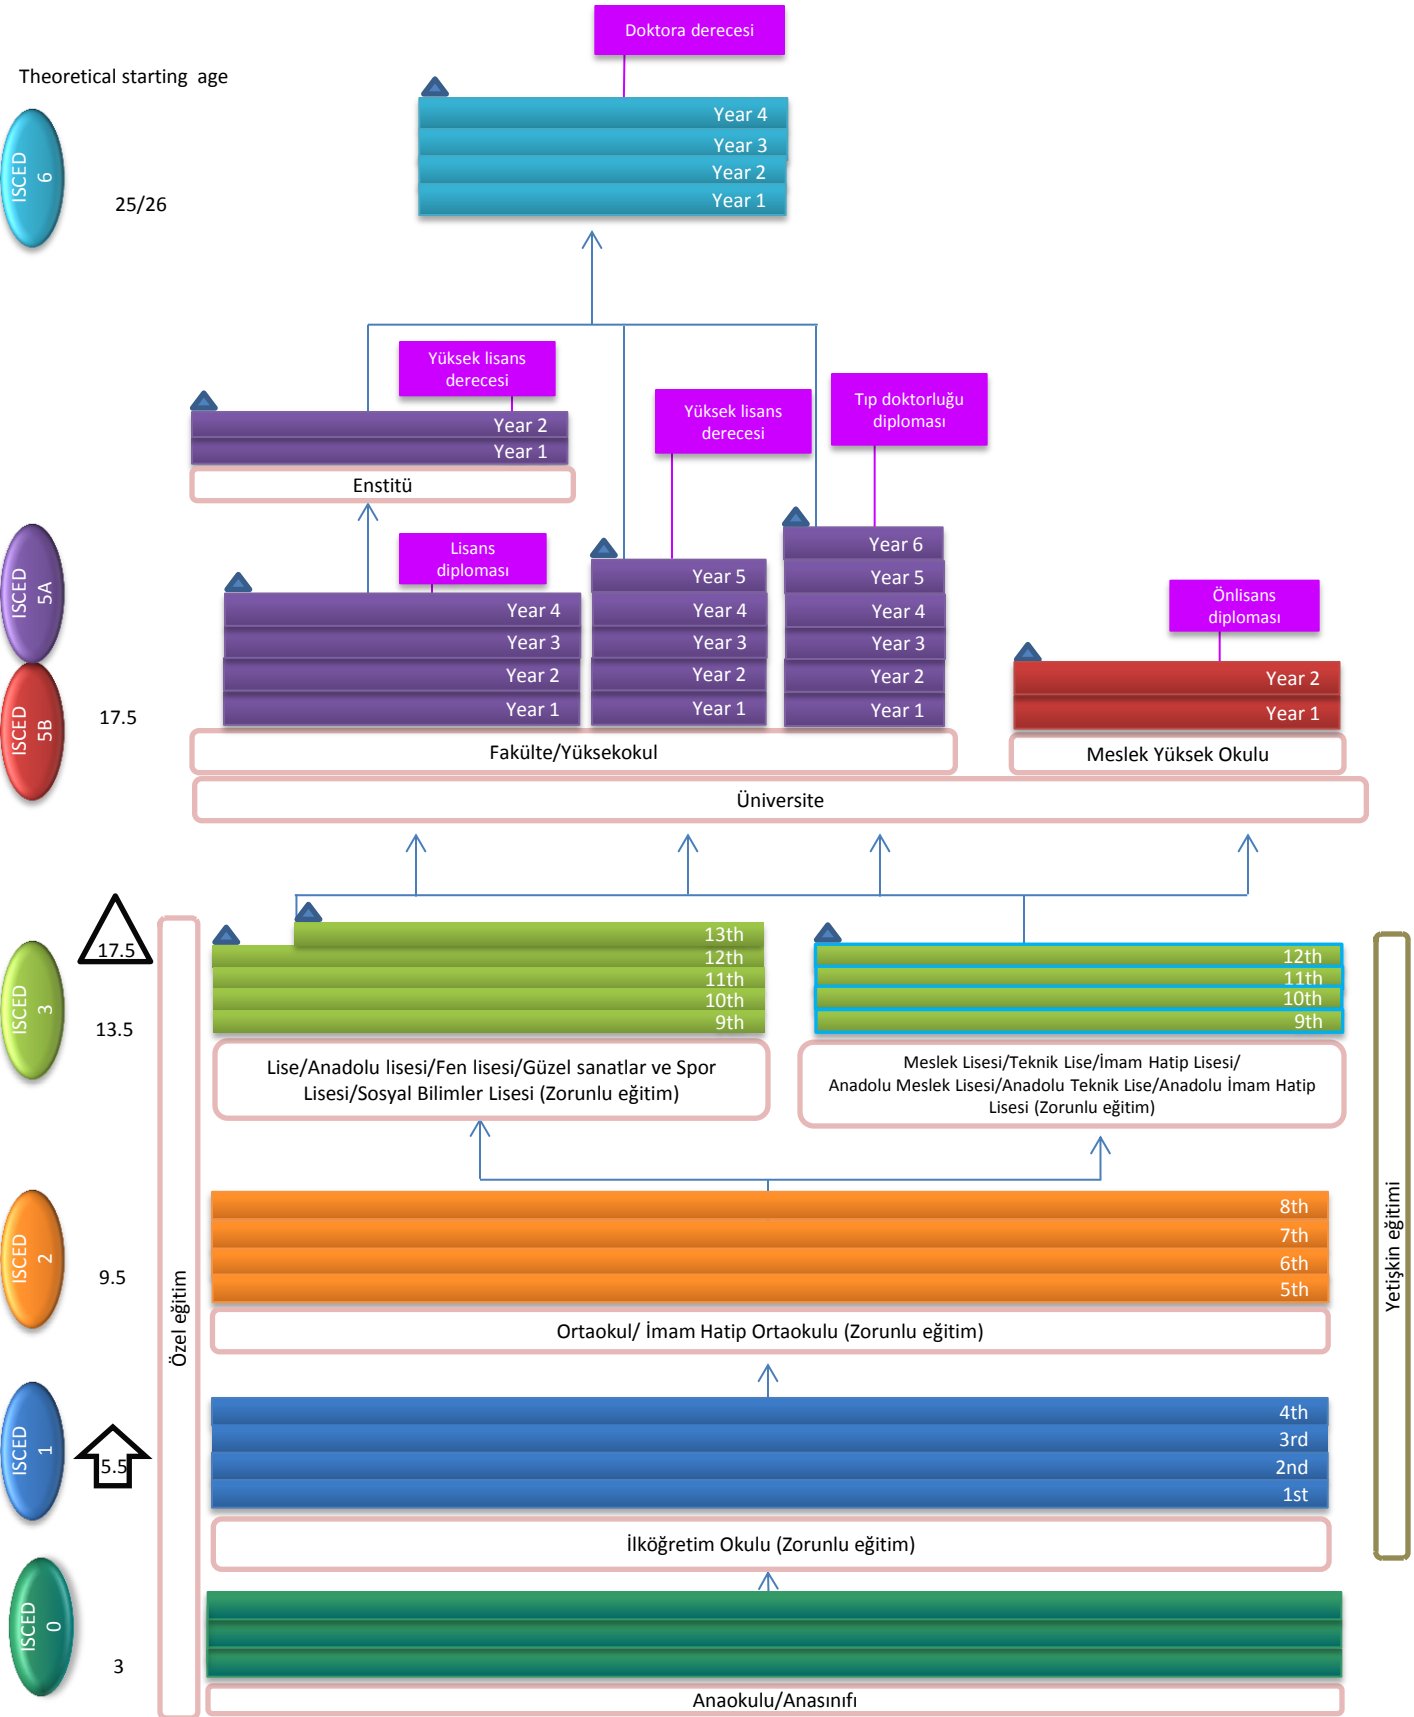 Doktora derecesi
Theoretical starting age
ISCED
6
25/26
Year 4
Year 3
Year 2
Year 1
Yüksek lisans
derecesi
Year 2
Year 1
Enstitü
Yüksek lisans
derecesi
Tıp doktorluğu
diploması
ISCED
5A
Lisans
diploması
Year 4
Year 3
Year 2
Year 1
Year 5
Year 4
Year 3
Year 2
Year 1
Year 6
Year 5
Year 4
Year 3
Year 2
Year 1
Önlisans
diploması
Year 2
Year 1
ISCED
5B
17.5
Fakülte/Yüksekokul
Meslek Yüksek Okulu
Üniversite
17.5
ISCED
3
13.5
13th
12th
11th
10th
9th
12th
11th
10th
9th
Lise/Anadolu lisesi/Fen lisesi/Güzel sanatlar ve Spor
Lisesi/Sosyal Bilimler Lisesi (Zorunlu eğitim)
Meslek Lisesi/Teknik Lise/İmam Hatip Lisesi/
Anadolu Meslek Lisesi/Anadolu Teknik Lise/Anadolu İmam Hatip
Lisesi (Zorunlu eğitim)
ISCED
2
9.5
8th
7th
6th
5th
Ortaokul/ İmam Hatip Ortaokulu (Zorunlu eğitim)
Özel eğitim
Yetişkin eğitimi
ISCED
1
5.5
4th
3rd
2nd
1st
İlköğretim Okulu (Zorunlu eğitim)
ISCED
0
3
Anaokulu/Anasınıfı